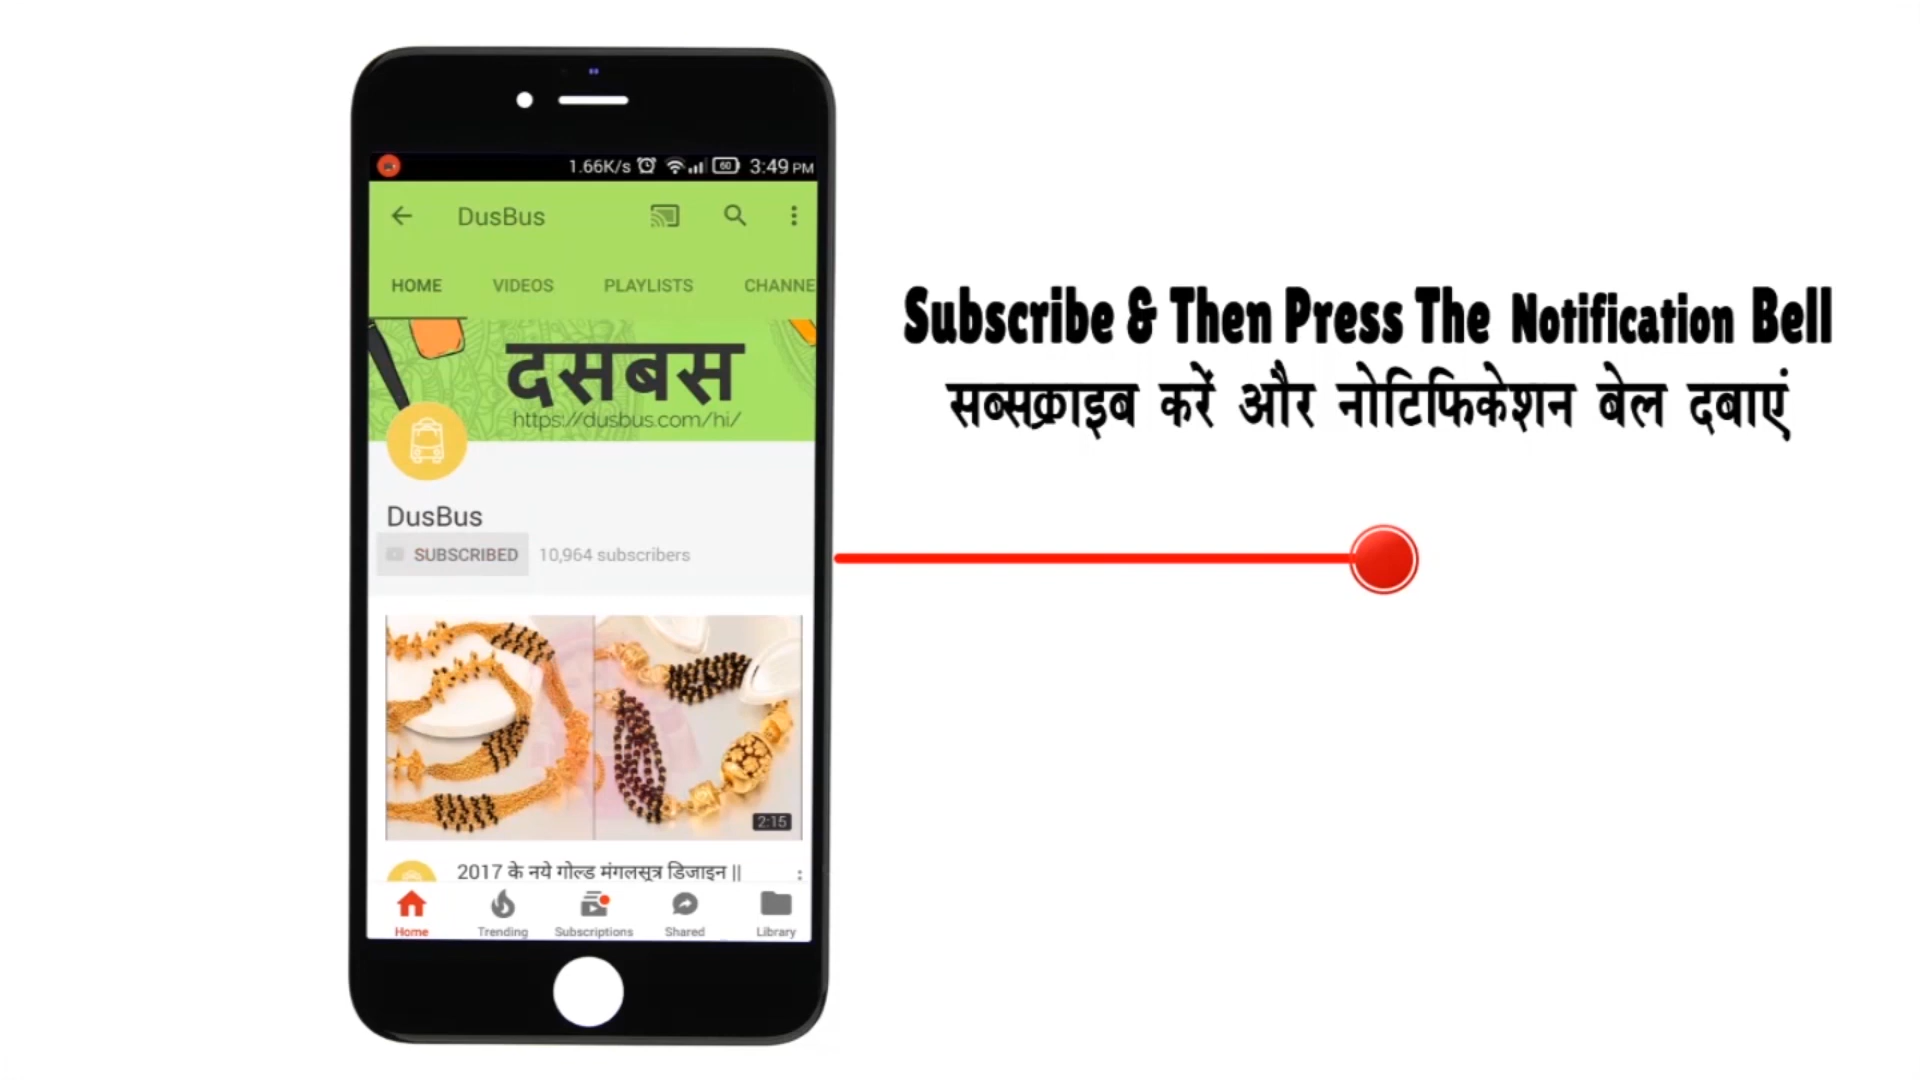 1.66K/s 60 3:49 PM
DusBus
HOME VIDEOS PLAYLISTS CHANNE
दसबस
https://dusbus.com/hi/
DusBus
SUBSCRIBED 10,964 subscribers
2:15
2017 के नये गोल्ड मंगलसूत्र डिजाइन ||
Home Trending Subscriptions Shared Library
Subscribe & Then Press The Notification Bell
सब्सक्राइब करें और नोटिफिकेशन बेल दबाएं